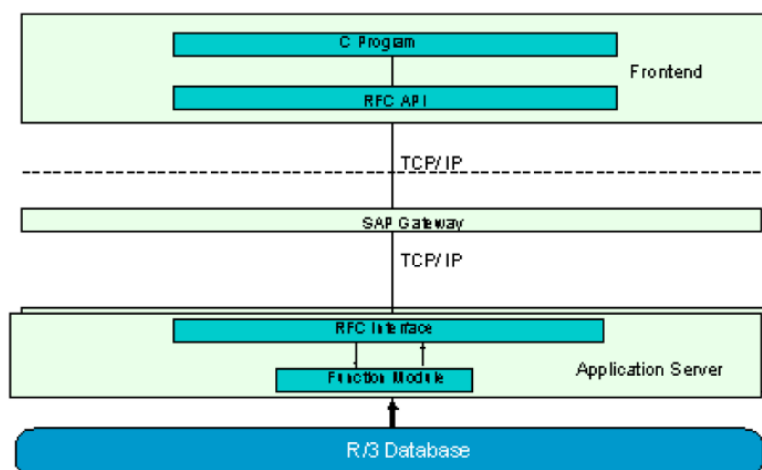 C Program
Frontend
RFC API
TCP/IP
SAP Gateway
TCP/IP
RFC Interface
Function Module
Application Server
R/3 Database